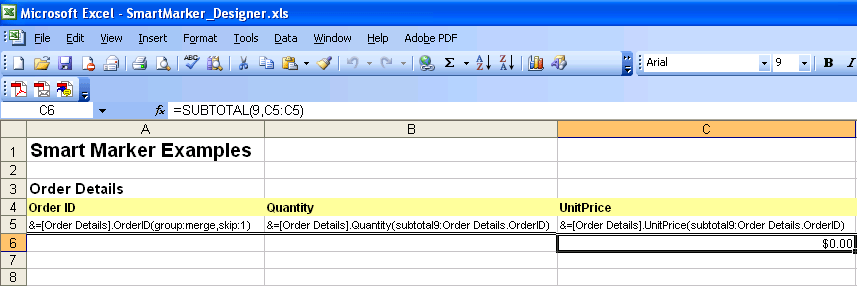 Microsoft Excel - SmartMarker_Designer.xls
File Edit View Insert Format Tools Data Window Help Adobe PDF
Σ A Z Z A Arial 9 B I
C6 fx =SUBTOTAL(9,C5:C5)
A B C
1 Smart Marker Examples
2
3 Order Details
4 Order ID Quantity UnitPrice
5 &=[Order Details].OrderID(group:merge,skip:1) &=[Order Details].Quantity(subtotal9:Order Details.OrderID) &=[Order Details].UnitPrice(subtotal9:Order Details.OrderID)
6 $0.00
7
8